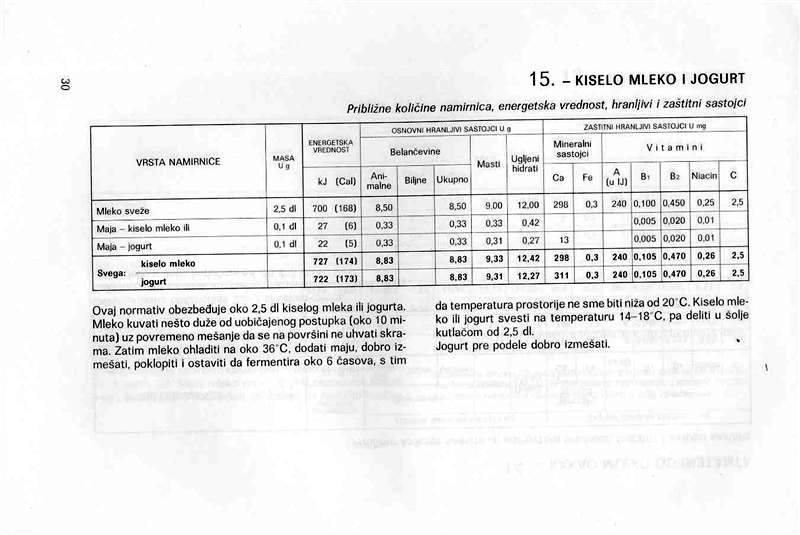 30
15. – KISELO MLEKO I JOGURT
Približne količine namirnica, energetska vrednost, hranljivi i zaštitni sastojci
VRSTA NAMIRNICE
MASA
U g
ENERGETSKA
VREDNOST
kJ (Cal)
OSNOVNI HRANLJIVI SASTOJCI U g
Belančevine
Ani-
malne
Biljne
Ukupno
Masti
Ugljeni
hidrati
ZAŠTITNI HRANLJIVI SASTOJCI U mg
Mineralni
sastojci
Ca
Fe
Vitamini
A
(u IJ)
B1
B2
Niacin
C
Mleko sveže 2,5 dl 700 (168) 8,50 8,50 9,00 12,00 298 0,3 240 0,100 0,450 0,25 2,5
Maja – kiselo mleko ili 0,1 dl 27 (6) 0,33 0,33 0,33 0,42 0,005 0,020 0,01
Maja – jogurt 0,1 dl 22 (5) 0,33 0,33 0,31 0,27 13 0,005 0,020 0,01
Svega:
kiselo mleko 727 (174) 8,83 8,83 9,33 12,42 298 0,3 240 0,105 0,470 0,26 2,5
jogurt 722 (173) 8,83 8,83 9,31 12,27 311 0,3 240 0,105 0,470 0,26 2,5
Ovaj normativ obezbeđuje oko 2,5 dl kiselog mleka ili jogurta.
Mleko kuvati nešto duže od uobičajenog postupka (oko 10 mi-
nuta) uz povremeno mešanje da se na površini ne uhvati skra-
ma. Zatim mleko ohladiti na oko 36°C, dodati maju, dobro iz-
mešati, poklopiti i ostaviti da fermentira oko 6 časova, s tim
da temperatura prostorije ne sme biti niža od 20°C. Kiselo mle-
ko ili jogurt svesti na temperaturu 14–18°C, pa deliti u šolje
kutlačom od 2,5 dl.
Jogurt pre podele dobro izmešati.